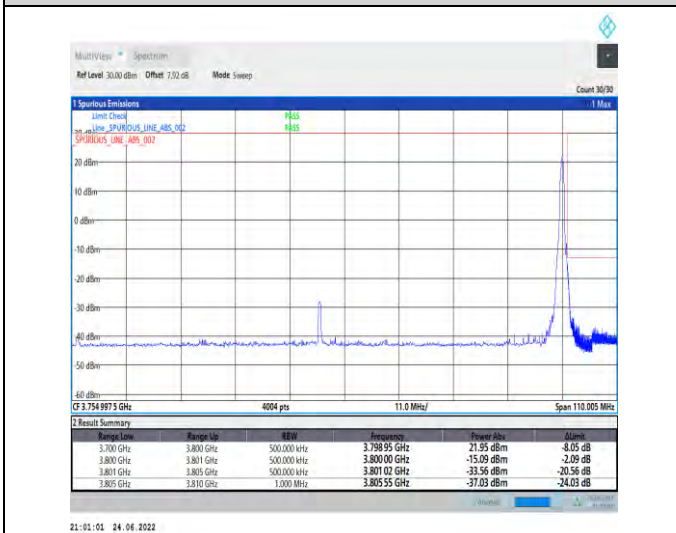 MultiView Spectrum
Ref Level 30.00 dBm Offset 7.92 dB Mode Sweep
Count 30/30
1 Spurious Emissions 1 Max
Limit Check PASS
Line _SPURIOUS_LINE_ABS_002 PASS
_SPURIOUS_LINE_ABS_002
20 dBm
10 dBm
0 dBm
-10 dBm
-20 dBm
-30 dBm
-40 dBm
-50 dBm
-60 dBm
CF 3.754 997 5 GHz 4004 pts 11.0 MHz/ Span 110.005 MHz
2 Result Summary
Range Low Range Up RBW Frequency Power Abs ΔLimit
3.700 GHz 3.800 GHz 500.000 kHz 3.798 95 GHz 21.95 dBm -8.05 dB
3.800 GHz 3.801 GHz 500.000 kHz 3.800 00 GHz -15.09 dBm -2.09 dB
3.801 GHz 3.805 GHz 500.000 kHz 3.801 02 GHz -33.56 dBm -20.56 dB
3.805 GHz 3.810 GHz 1.000 MHz 3.805 55 GHz -37.03 dBm -24.03 dB
21:01:01 24.06.2022